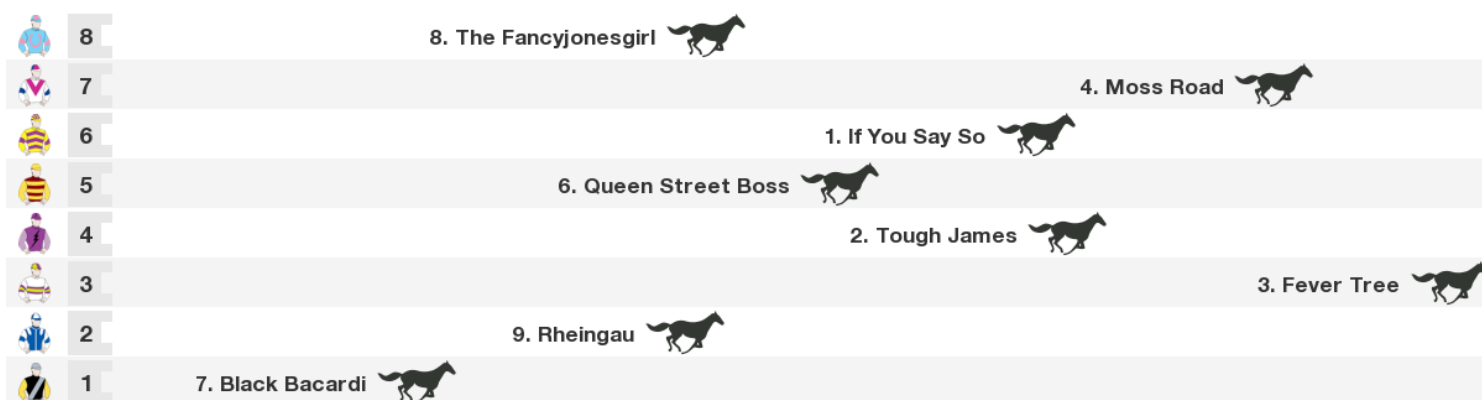 8 8. The Fancyjonesgirl
7 4. Moss Road
6 1. If You Say So
5 6. Queen Street Boss
4 2. Tough James
3 3. Fever Tree
2 9. Rheingau
1 7. Black Bacardi